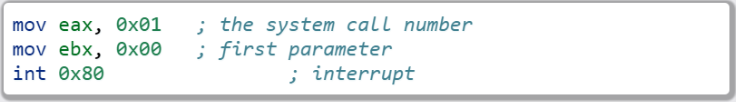 mov eax, 0x01   ; the system call number
mov ebx, 0x00   ; first parameter
int 0x80               ; interrupt